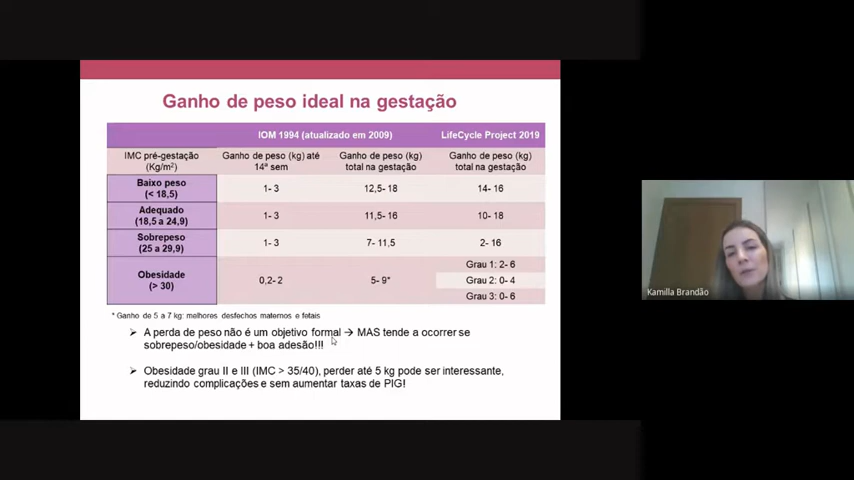 Ganho de peso ideal na gestação
IOM 1994 (atualizado em 2009)
LifeCycle Project 2019
IMC pré-gestação
(Kg/m²)
Ganho de peso (kg) até
14ª sem
Ganho de peso (kg)
total na gestação
Ganho de peso (kg)
total na gestação
Baixo peso
(< 18,5)
1- 3
12,5- 18
14- 16
Adequado
(18,5 a 24,9)
1- 3
11,5- 16
10- 18
Sobrepeso
(25 a 29,9)
1- 3
7- 11,5
2- 16
Obesidade
(> 30)
0,2- 2
5- 9*
Grau 1: 2- 6
Grau 2: 0- 4
Grau 3: 0- 6
* Ganho de 5 a 7 kg: melhores desfechos maternos e fetais
➢ A perda de peso não é um objetivo formal → MAS tende a ocorrer se
sobrepeso/obesidade + boa adesão!!!
➢ Obesidade grau II e III (IMC > 35/40), perder até 5 kg pode ser interessante,
reduzindo complicações e sem aumentar taxas de PIG!
Kamilla Brandão